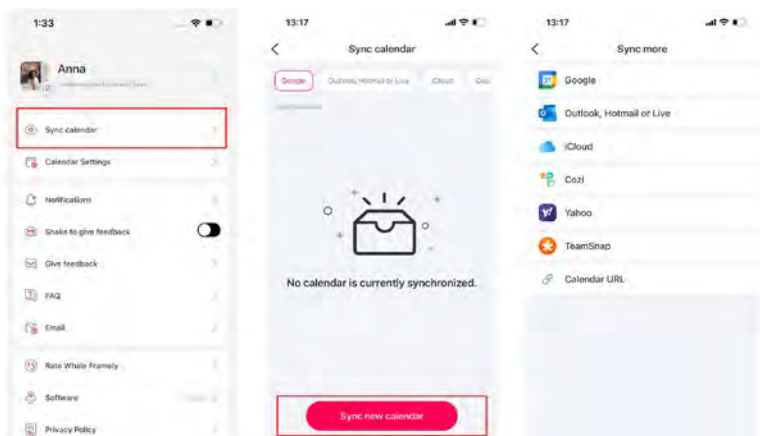 1:33
Anna
Sync calendar
Calendar Settings
Notifications
Shake to give feedback
Give feedback
FAQ
Email
Rate Whale Framely
Software
Privacy Policy
13:17
Sync calendar
Google
Outlook, Hotmail or Live
iCloud
Cozi
No calendar is currently synchronized.
Sync new calendar
13:17
Sync more
Google
Outlook, Hotmail or Live
iCloud
Cozi
Yahoo
TeamSnap
Calendar URL